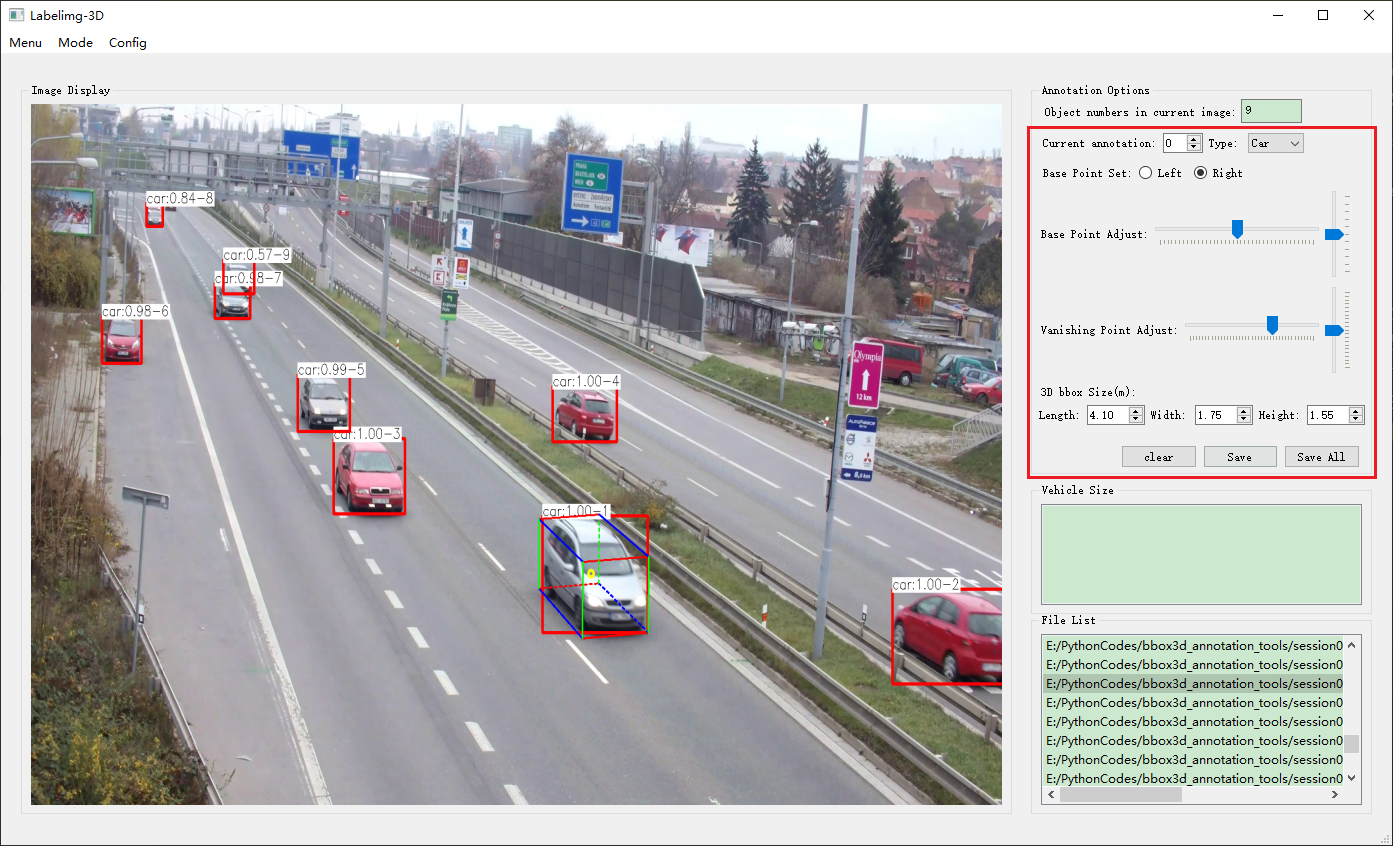 Labelimg-3D
Menu Mode Config
Image Display
car:0.84-8
car:0.57-9
car:0.98-7
car:0.98-6
car:0.99-5
car:1.00-4
car:1.00-3
car:1.00-1
car:1.00-2
PRAHA
BRATISLAVA
WIEN
Olympia
12 km
AUTOPALACE
Annotation Options
Object numbers in current image: 9
Current annotation: 0 Type: Car
Base Point Set: Left Right
Base Point Adjust:
Vanishing Point Adjust:
3D bbox Size(m):
Length: 4.10 Width: 1.75 Height: 1.55
clear Save Save All
Vehicle Size
File List
E:/PythonCodes/bbox3d_annotation_tools/session0
E:/PythonCodes/bbox3d_annotation_tools/session0
E:/PythonCodes/bbox3d_annotation_tools/session0
E:/PythonCodes/bbox3d_annotation_tools/session0
E:/PythonCodes/bbox3d_annotation_tools/session0
E:/PythonCodes/bbox3d_annotation_tools/session0
E:/PythonCodes/bbox3d_annotation_tools/session0
E:/PythonCodes/bbox3d_annotation_tools/session0